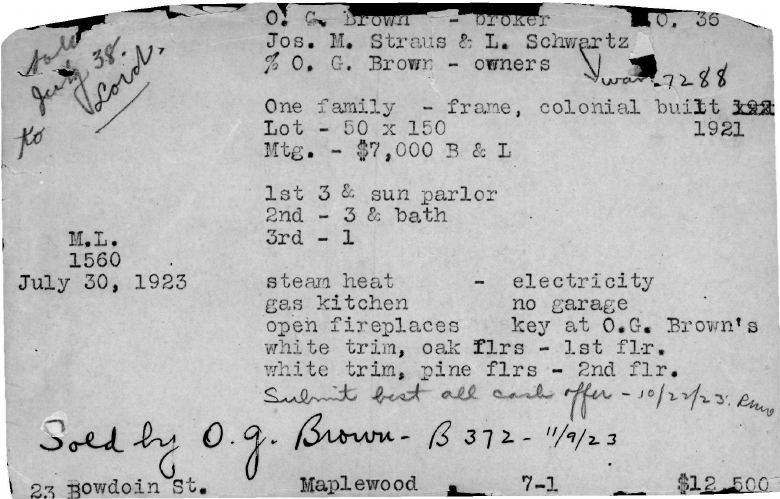 O. G. Brown - broker O. 36
Jos. M. Straus & L. Schwartz
% O. G. Brown - owners
7288
Sold
July 38.
to Lord.
One family - frame, colonial built 192
Lot - 50 x 150 1921
Mtg. - $7,000 B & L
1st 3 & sun parlor
2nd - 3 & bath
3rd - 1
M.L.
1560
July 30, 1923
steam heat - electricity
gas kitchen no garage
open fireplaces key at O.G. Brown's
white trim, oak flrs - 1st flr.
white trim, pine flrs - 2nd flr.
Submit best all cash offer - 10/22/23.
Sold by O. G. Brown - B 372 - 11/9/23
23 Bowdoin St. Maplewood 7-1 $12,500